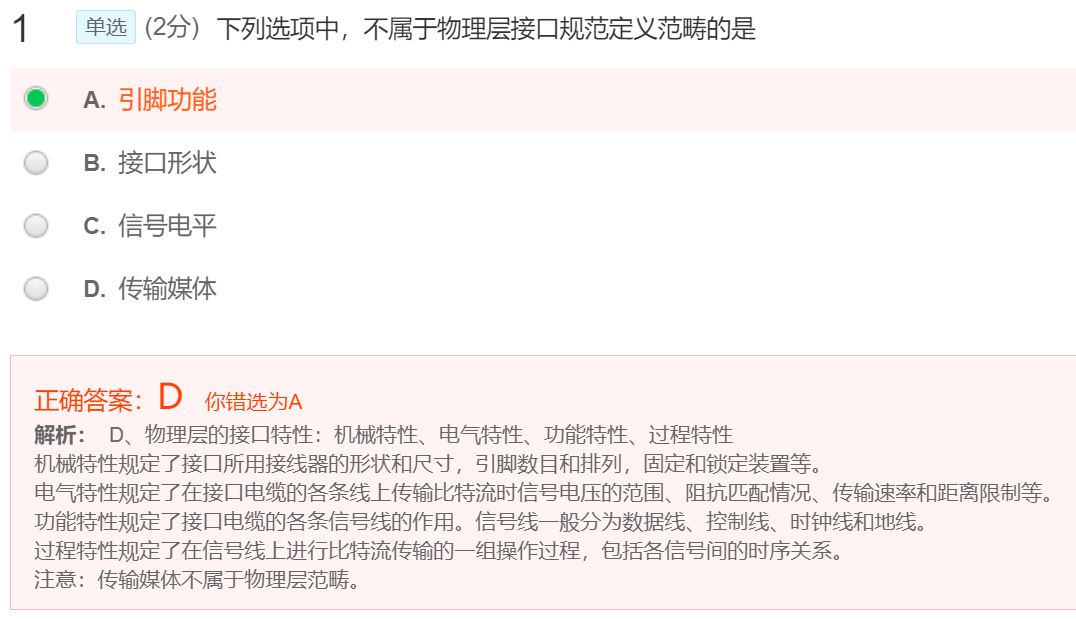 1 单选 (2分) 下列选项中，不属于物理层接口规范定义范畴的是
A. 引脚功能
B. 接口形状
C. 信号电平
D. 传输媒体
正确答案：D 你错选为A
解析： D、物理层的接口特性：机械特性、电气特性、功能特性、过程特性
机械特性规定了接口所用接线器的形状和尺寸，引脚数目和排列，固定和锁定装置等。
电气特性规定了在接口电缆的各条线上传输比特流时信号电压的范围、阻抗匹配情况、传输速率和距离限制等。
功能特性规定了接口电缆的各条信号线的作用。信号线一般分为数据线、控制线、时钟线和地线。
过程特性规定了在信号线上进行比特流传输的一组操作过程，包括各信号间的时序关系。
注意：传输媒体不属于物理层范畴。